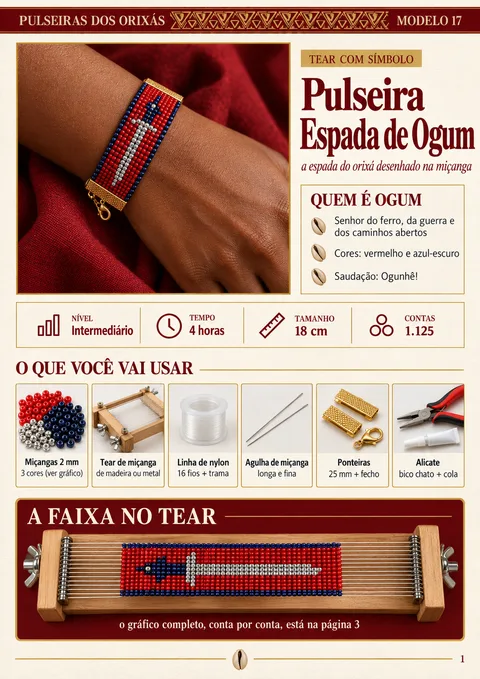 PULSEIRAS DOS ORIXÁS
MODELO 17
TEAR COM SÍMBOLO
Pulseira
Espada de Ogum
a espada do orixá desenhado na miçanga
QUEM É OGUM
Senhor do ferro, da guerra e
dos caminhos abertos
Cores: vermelho e azul-escuro
Saudação: Ogunhê!
NÍVEL
Intermediário
TEMPO
4 horas
TAMANHO
18 cm
CONTAS
1.125
O QUE VOCÊ VAI USAR
Miçangas 2 mm
3 cores (ver gráfico)
Tear de miçanga
de madeira ou metal
Linha de nylon
16 fios + trama
Agulha de miçanga
longa e fina
Ponteiras
25 mm + fecho
Alicate
bico chato + cola
A FAIXA NO TEAR
o gráfico completo, conta por conta, está na página 3
1